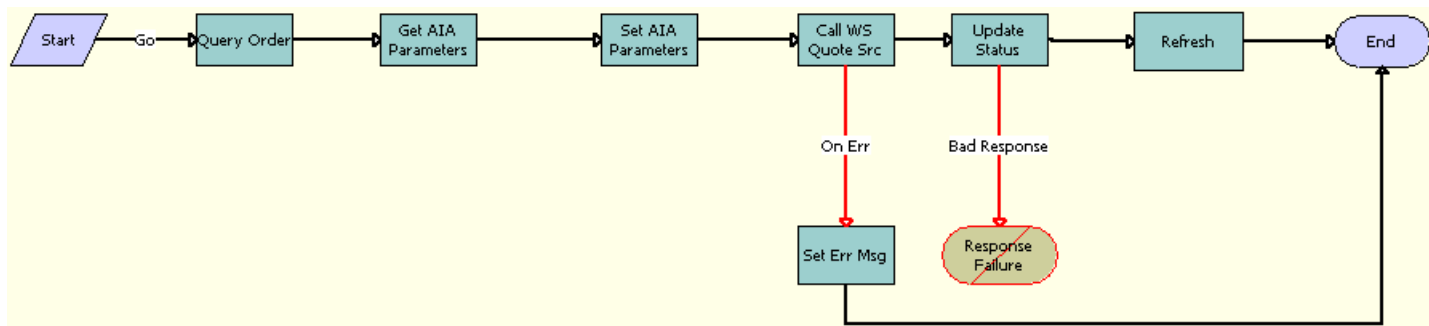 Start
Go
Query Order
Get AIA
Parameters
Set AIA
Parameters
Call WS
Quote Src
Update
Status
Refresh
End
On Err
Bad Response
Set Err Msg
Response
Failure